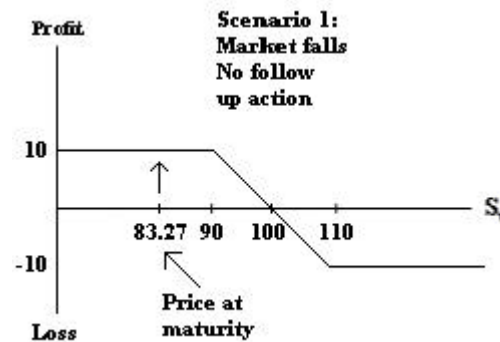 Profit
Scenario 1:
Market falls
No follow
up action
10
83.27 90 100 110
-10
Price at
maturity
Loss